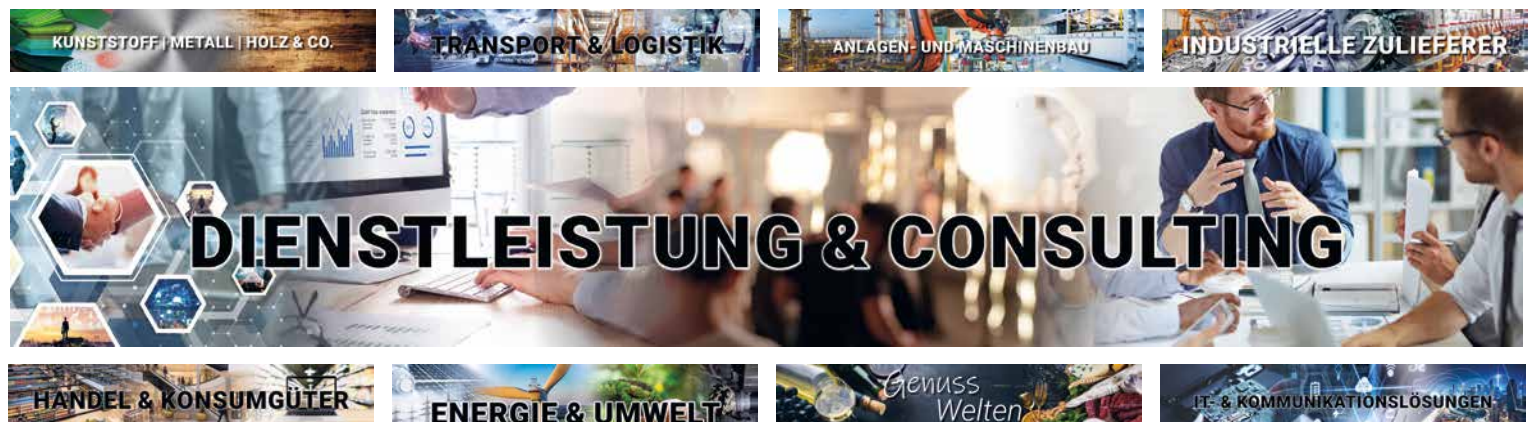 KUNSTSTOFF | METALL | HOLZ & CO.
TRANSPORT & LOGISTIK
ANLAGEN- UND MASCHINENBAU
INDUSTRIELLE ZULIEFERER
DIENSTLEISTUNG & CONSULTING
HANDEL & KONSUMGÜTER
ENERGIE & UMWELT
Genuss
Welten
IT- & KOMMUNIKATIONSLÖSUNGEN